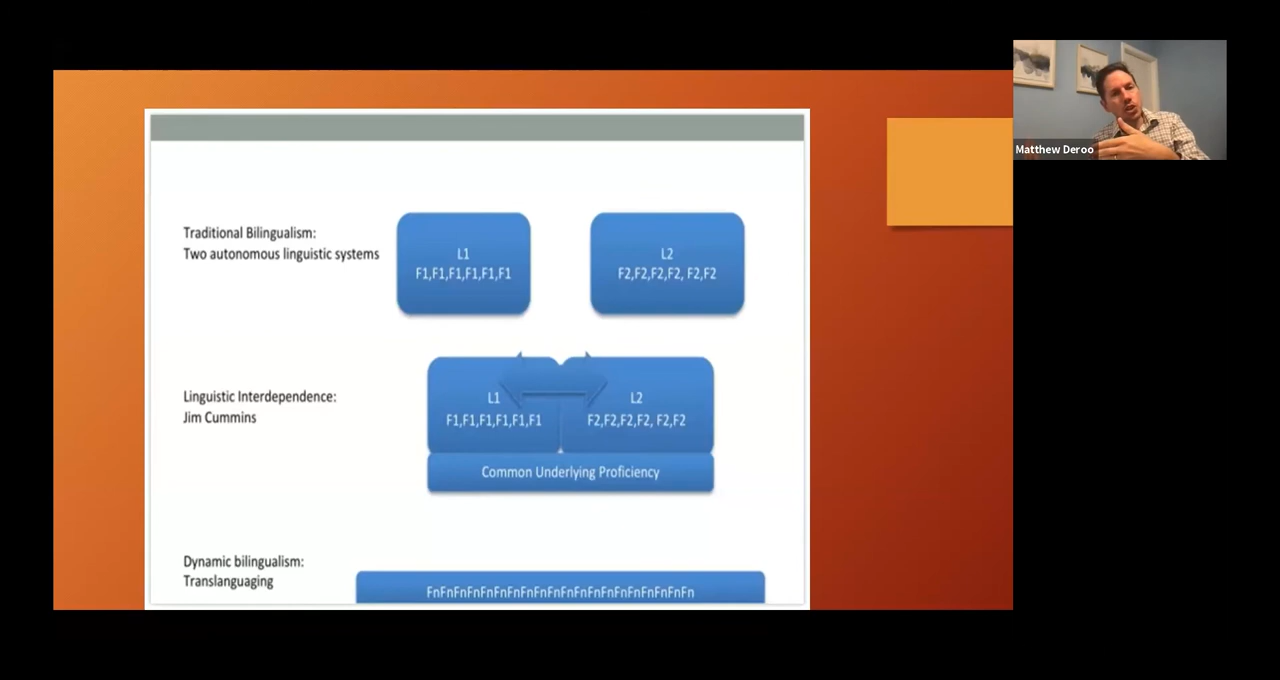 Matthew Deroo
Traditional Bilingualism:
Two autonomous linguistic systems
L1
F1,F1,F1,F1,F1,F1
L2
F2,F2,F2,F2, F2,F2
Linguistic Interdependence:
Jim Cummins
L1
F1,F1,F1,F1,F1,F1
L2
F2,F2,F2,F2, F2,F2
Common Underlying Proficiency
Dynamic bilingualism:
Translanguaging
FnFnFnFnFnFnFnFnFnFnFnFnFnFnFnFnFnFnFnFn